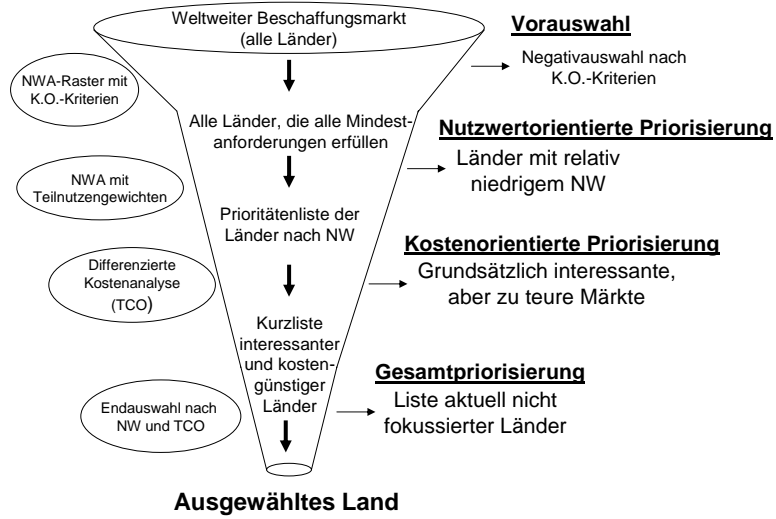 Weltweiter Beschaffungsmarkt
(alle Länder)
Vorauswahl
Negativauswahl nach
K.O.-Kriterien
NWA-Raster mit
K.O.-Kriterien
Alle Länder, die alle Mindest-
anforderungen erfüllen
Nutzwertorientierte Priorisierung
Länder mit relativ
niedrigem NW
NWA mit
Teilnutzengewichten
Prioritätenliste der
Länder nach NW
Kostenorientierte Priorisierung
Grundsätzlich interessante,
aber zu teure Märkte
Differenzierte
Kostenanalyse
(TCO)
Kurzliste
interessanter
und kosten-
günstiger
Länder
Gesamtpriorisierung
Liste aktuell nicht
fokussierter Länder
Endauswahl nach
NW und TCO
Ausgewähltes Land